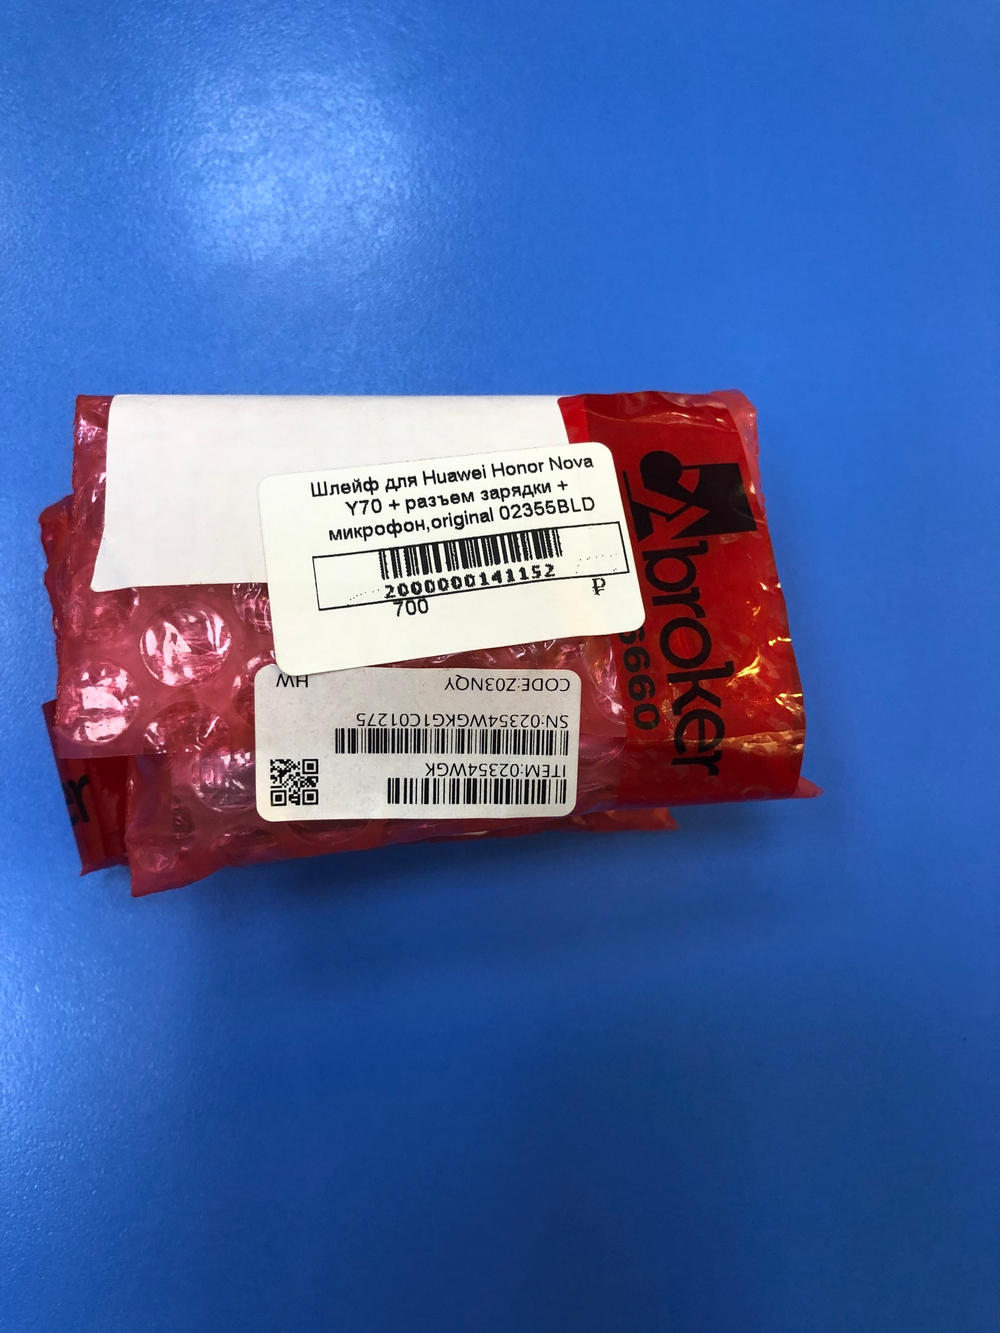 Шлейф для Huawei Honor Nova
Y70 + разъем зарядки +
микрофон,original 02355BLD
2000000141152
700 ₽
broker
ITEM:02354WGK
SN:02354WGKG1C01275
CODE:Z03NQY HW
er